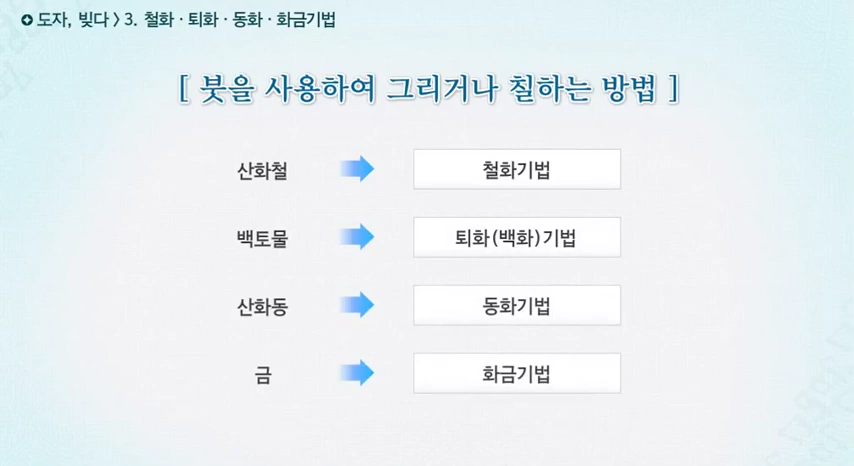 도자, 빚다 > 3. 철화·퇴화·동화·화금기법
[ 붓을 사용하여 그리거나 칠하는 방법 ]
산화철 철화기법
백토물 퇴화(백화)기법
산화동 동화기법
금 화금기법